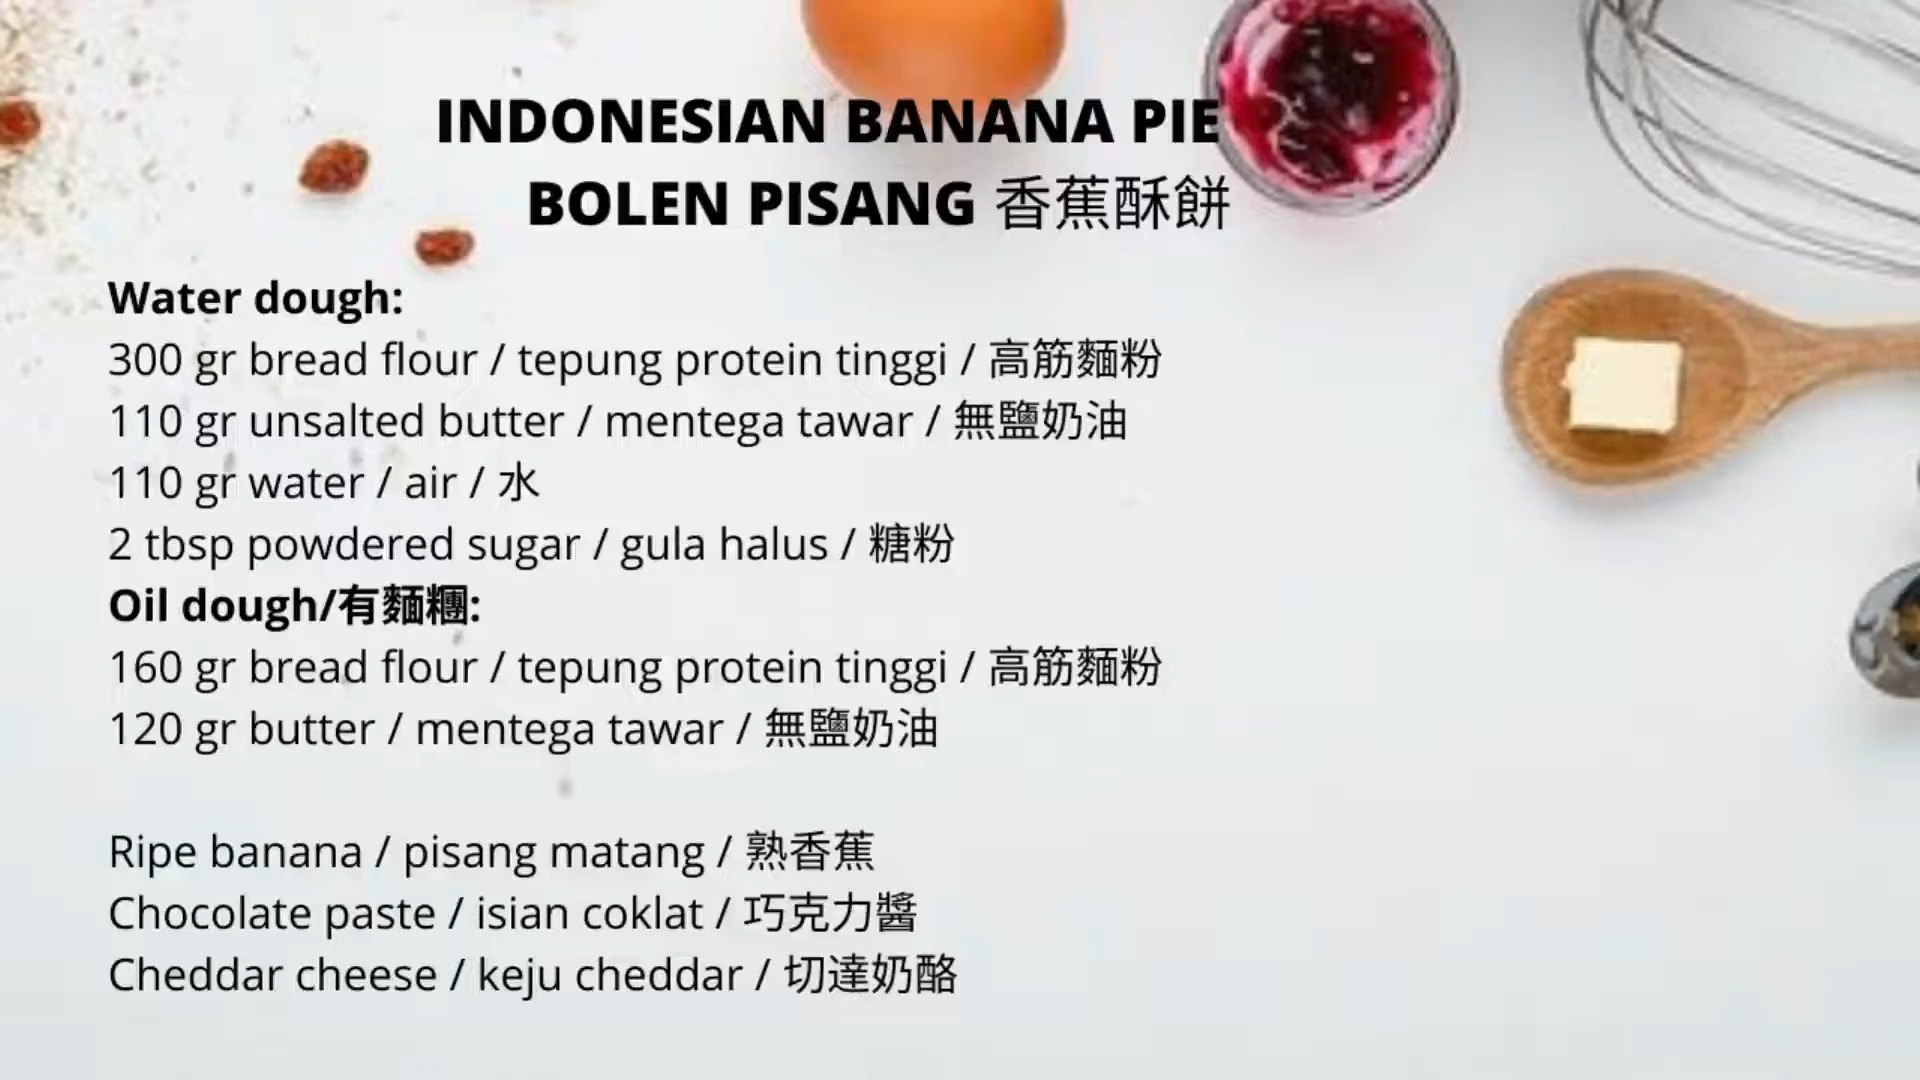 INDONESIAN BANANA PIE
BOLEN PISANG 香蕉酥餅
Water dough:
300 gr bread flour / tepung protein tinggi / 高筋麵粉
110 gr unsalted butter / mentega tawar / 無鹽奶油
110 gr water / air / 水
2 tbsp powdered sugar / gula halus / 糖粉
Oil dough/有麵糰:
160 gr bread flour / tepung protein tinggi / 高筋麵粉
120 gr butter / mentega tawar / 無鹽奶油
Ripe banana / pisang matang / 熟香蕉
Chocolate paste / isian coklat / 巧克力醬
Cheddar cheese / keju cheddar / 切達奶酪